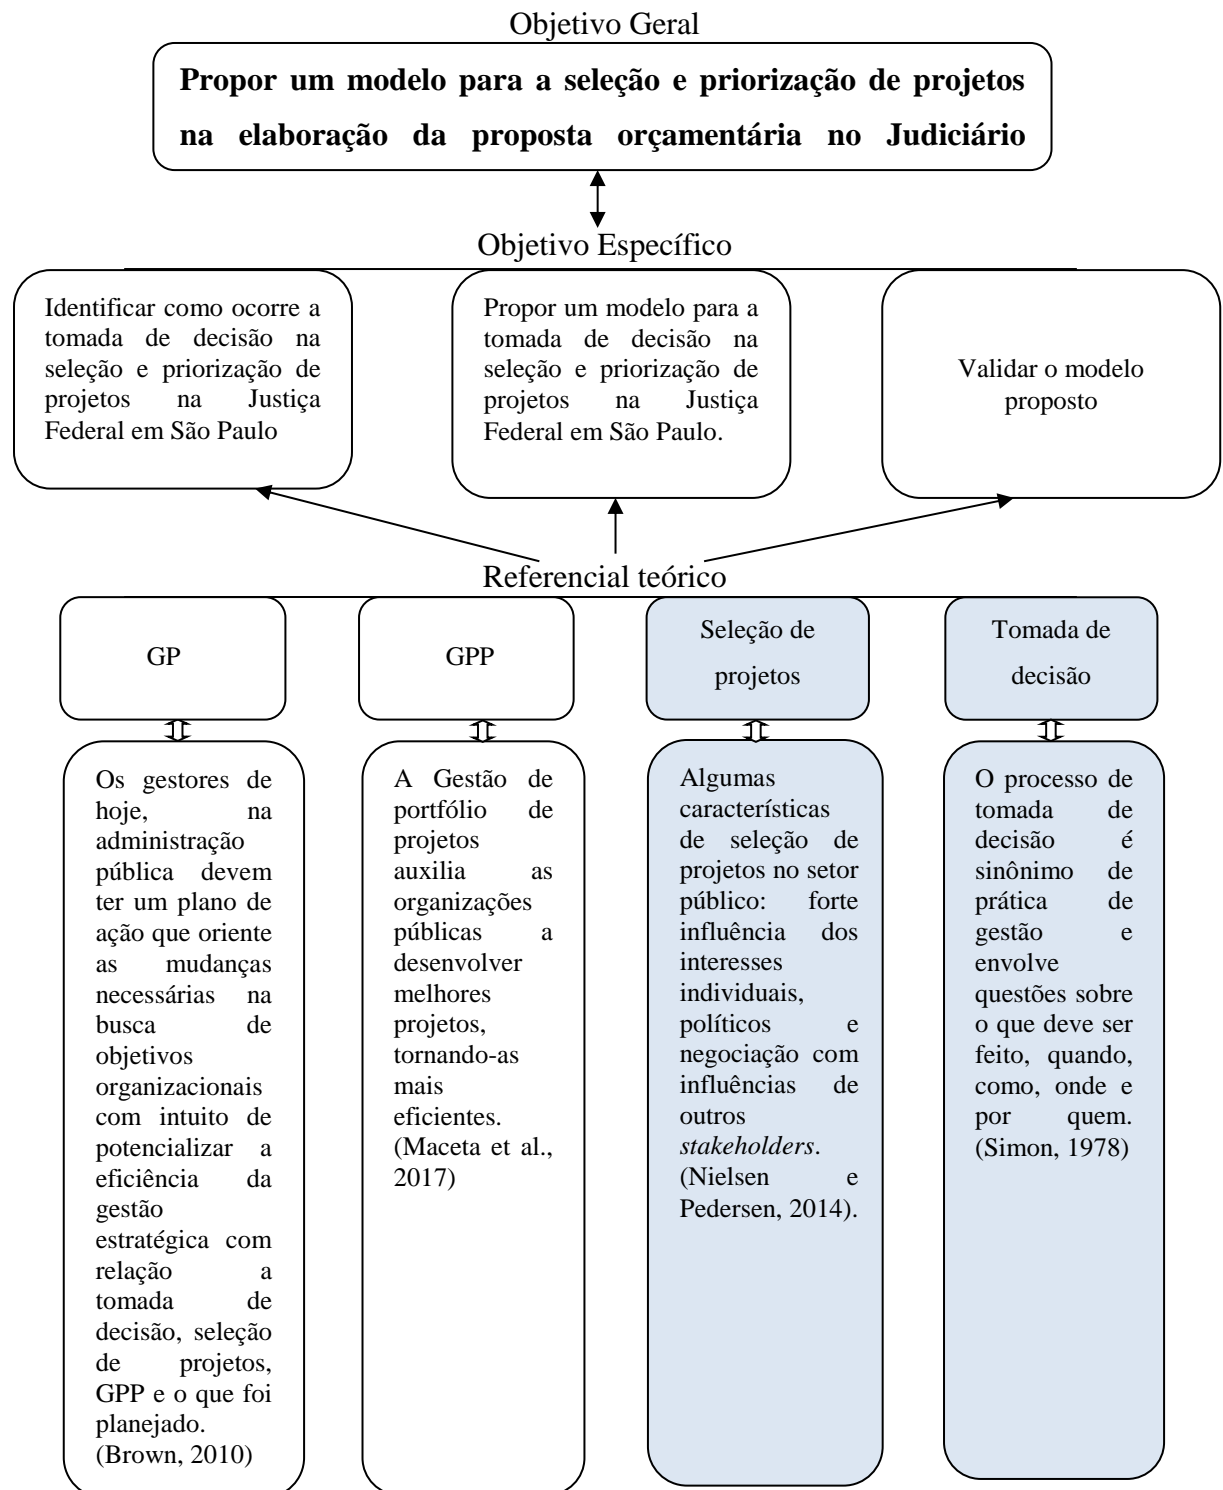 Objetivo Geral
Propor um modelo para a seleção e priorização de projetos
na elaboração da proposta orçamentária no Judiciário
Objetivo Específico
Identificar como ocorre a
tomada de decisão na
seleção e priorização de
projetos na Justiça
Federal em São Paulo
Propor um modelo para a
tomada de decisão na
seleção e priorização de
projetos na Justiça
Federal em São Paulo.
Validar o modelo
proposto
Referencial teórico
GP
GPP
Seleção de
projetos
Tomada de
decisão
Os gestores de
hoje, na
administração
pública devem
ter um plano de
ação que oriente
as mudanças
necessárias na
busca de
objetivos
organizacionais
com intuito de
potencializar a
eficiência da
gestão
estratégica com
relação a
tomada de
decisão, seleção
de projetos,
GPP e o que foi
planejado.
(Brown, 2010)
A Gestão de
portfólio de
projetos
auxilia as
organizações
públicas a
desenvolver
melhores
projetos,
tornando-as
mais
eficientes.
(Maceta et al.,
2017)
Algumas
características
de seleção de
projetos no setor
público: forte
influência dos
interesses
individuais,
políticos e
negociação com
influências de
outros
stakeholders.
(Nielsen e
Pedersen, 2014).
O processo de
tomada de
decisão é
sinônimo de
prática de
gestão e
envolve
questões sobre
o que deve ser
feito, quando,
como, onde e
por quem.
(Simon, 1978)